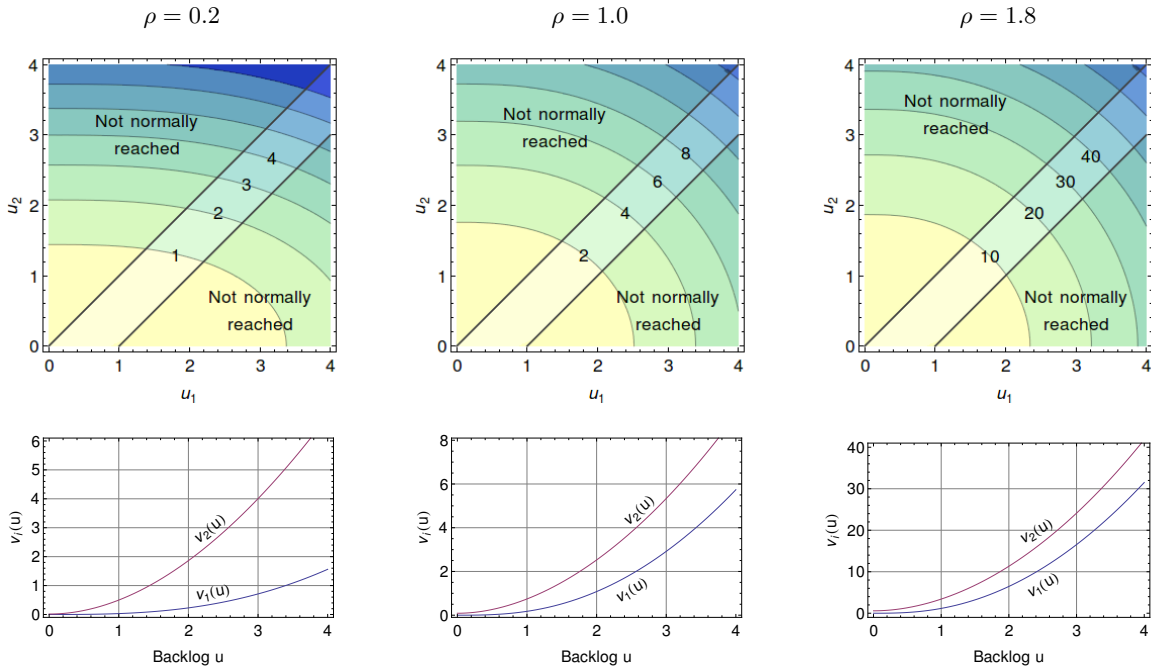 ρ = 0.2
ρ = 1.0
ρ = 1.8
4
3
2
1
0
u₂
Not normally
reached
4
3
2
1
Not normally
reached
0 1 2 3 4
u₁
4
3
2
1
0
u₂
Not normally
reached
8
6
4
2
Not normally
reached
0 1 2 3 4
u₁
4
3
2
1
0
u₂
Not normally
reached
40
30
20
10
Not normally
reached
0 1 2 3 4
u₁
6
5
4
3
2
1
0
vᵢ(u)
v₂(u)
v₁(u)
0 1 2 3 4
Backlog u
8
6
4
2
0
vᵢ(u)
v₂(u)
v₁(u)
0 1 2 3 4
Backlog u
40
30
20
10
0
vᵢ(u)
v₂(u)
v₁(u)
0 1 2 3 4
Backlog u